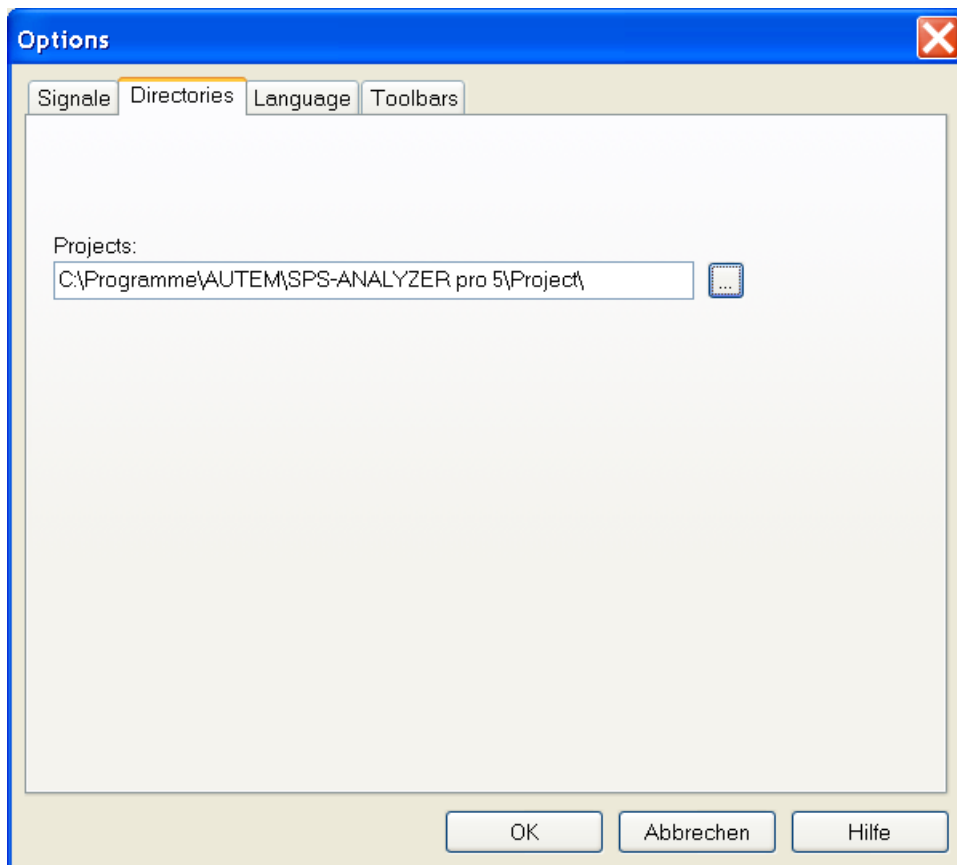 Options
Signale Directories Language Toolbars
Projects:
C:\Programme\AUTEM\SPS-ANALYZER pro 5\Project\ ...
OK Abbrechen Hilfe